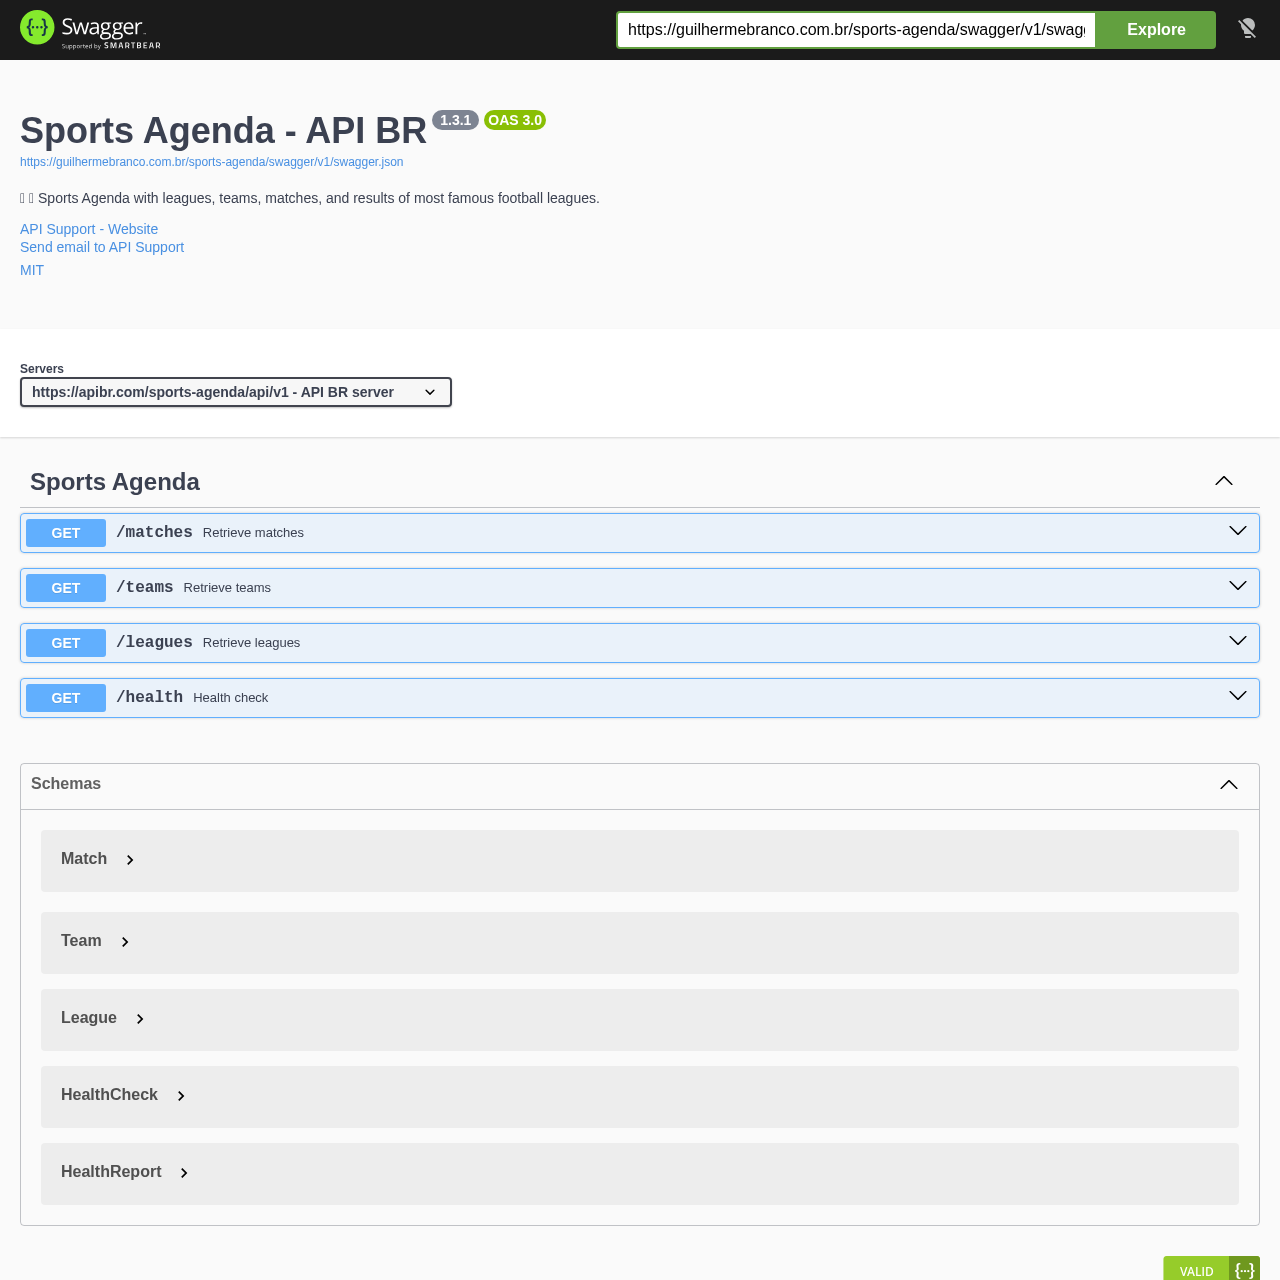 Swagger
Supported by SMARTBEAR
https://guilhermebranco.com.br/sports-agenda/swagger/v1/swag
Explore
Sports Agenda - API BR 1.3.1 OAS 3.0
https://guilhermebranco.com.br/sports-agenda/swagger/v1/swagger.json
Sports Agenda with leagues, teams, matches, and results of most famous football leagues.
API Support - Website
Send email to API Support
MIT
Servers
https://apibr.com/sports-agenda/api/v1 - API BR server
Sports Agenda
GET /matches Retrieve matches
GET /teams Retrieve teams
GET /leagues Retrieve leagues
GET /health Health check
Schemas
Match
Team
League
HealthCheck
HealthReport
VALID {···}